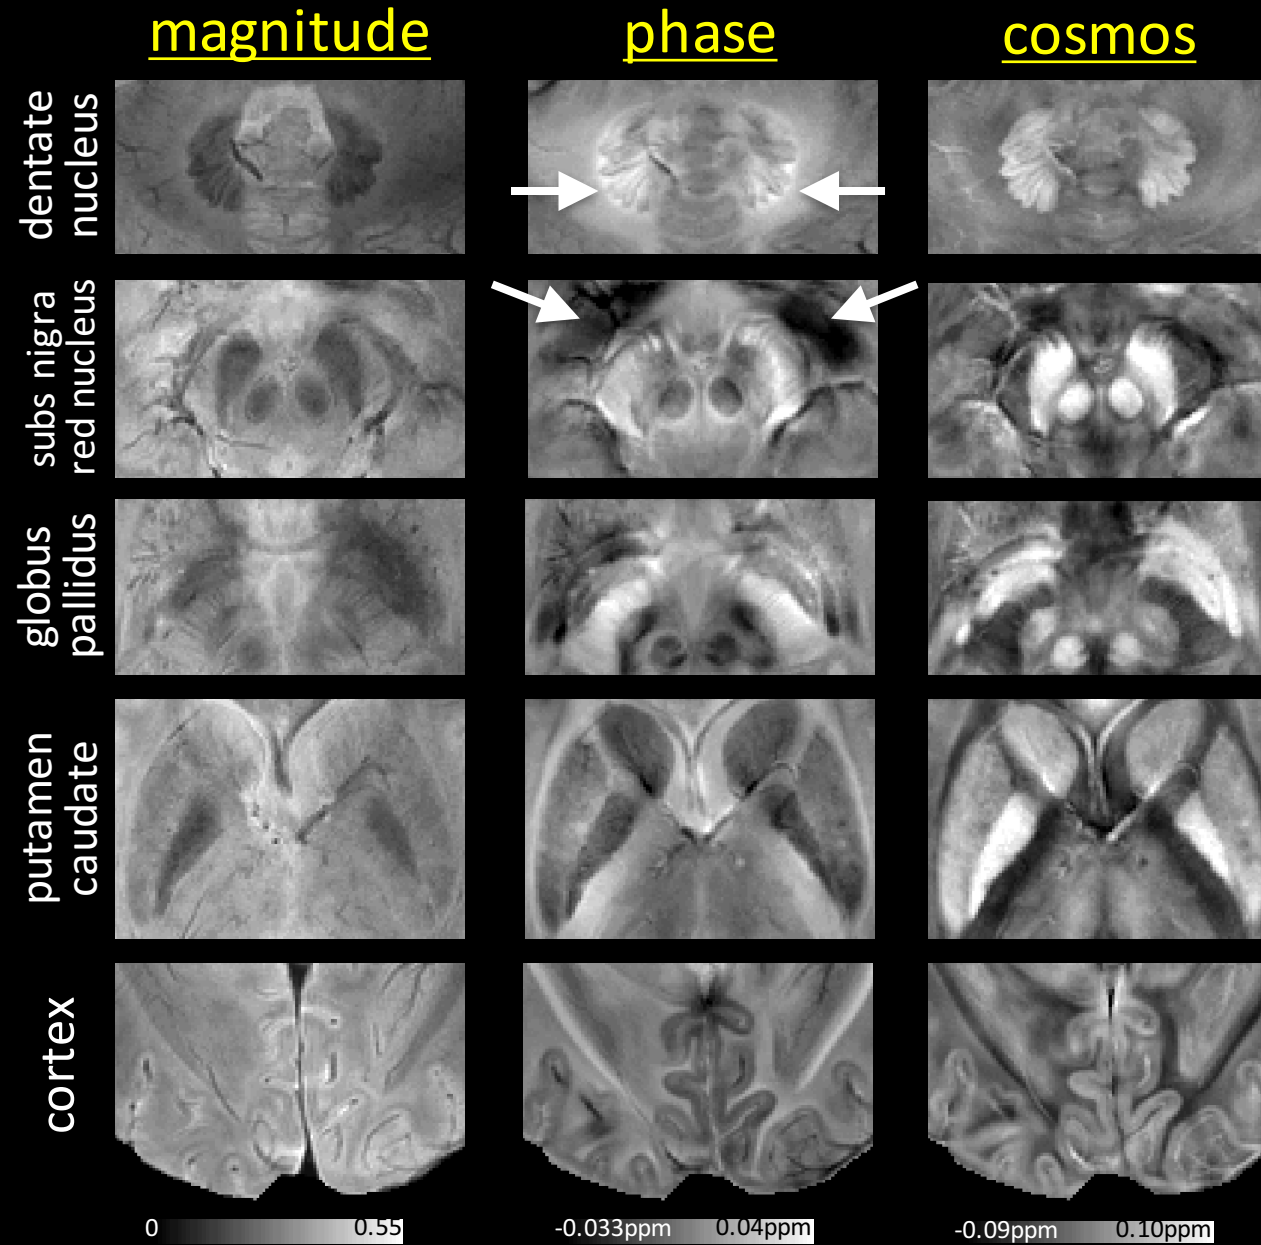 magnitude
phase
cosmos
dentate
nucleus
subs nigra
red nucleus
globus
pallidus
putamen
caudate
cortex
0
0.55
-0.033ppm
0.04ppm
-0.09ppm
0.10ppm